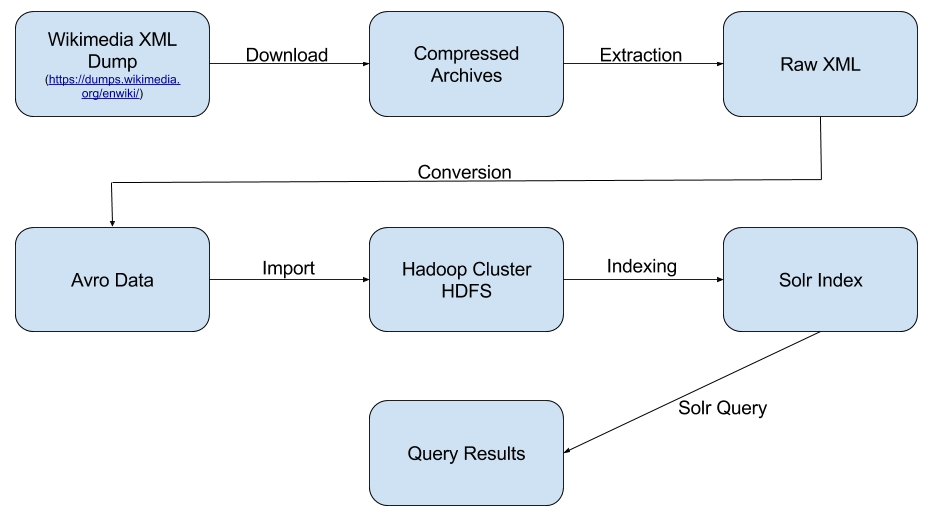 Wikimedia XML
Dump
(https://dumps.wikimedia.
org/enwiki/)
Download
Compressed
Archives
Extraction
Raw XML
Conversion
Avro Data
Import
Hadoop Cluster
HDFS
Indexing
Solr Index
Solr Query
Query Results